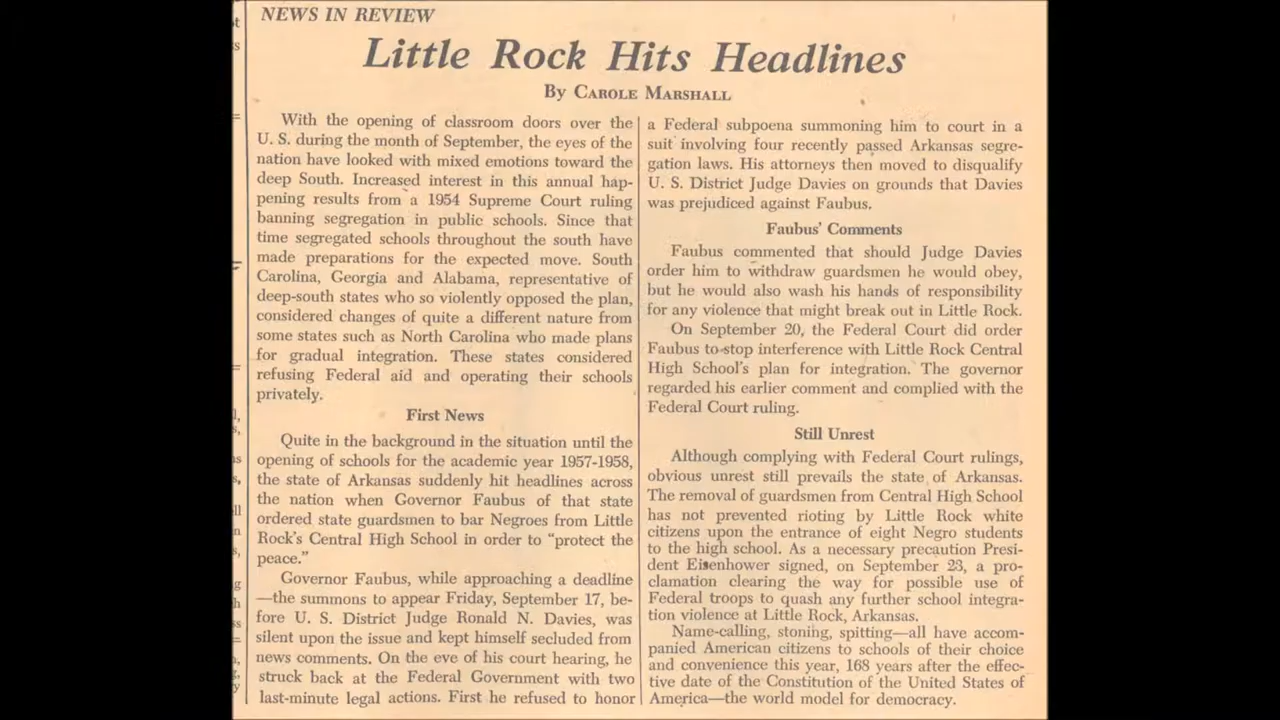 NEWS IN REVIEW
Little Rock Hits Headlines
By CAROLE MARSHALL
With the opening of classroom doors over the
U. S. during the month of September, the eyes of the
nation have looked with mixed emotions toward the
deep South. Increased interest in this annual hap-
pening results from a 1954 Supreme Court ruling
banning segregation in public schools. Since that
time segregated schools throughout the south have
made preparations for the expected move. South
Carolina, Georgia and Alabama, representative of
deep-south states who so violently opposed the plan,
considered changes of quite a different nature from
some states such as North Carolina who made plans
for gradual integration. These states considered
refusing Federal aid and operating their schools
privately.
First News
Quite in the background in the situation until the
opening of schools for the academic year 1957-1958,
the state of Arkansas suddenly hit headlines across
the nation when Governor Faubus of that state
ordered state guardsmen to bar Negroes from Little
Rock's Central High School in order to "protect the
peace."
Governor Faubus, while approaching a deadline
—the summons to appear Friday, September 17, be-
fore U. S. District Judge Ronald N. Davies, was
silent upon the issue and kept himself secluded from
news comments. On the eve of his court hearing, he
struck back at the Federal Government with two
last-minute legal actions. First he refused to honor
a Federal subpoena summoning him to court in a
suit involving four recently passed Arkansas segre-
gation laws. His attorneys then moved to disqualify
U. S. District Judge Davies on grounds that Davies
was prejudiced against Faubus.
Faubus' Comments
Faubus commented that should Judge Davies
order him to withdraw guardsmen he would obey,
but he would also wash his hands of responsibility
for any violence that might break out in Little Rock.
On September 20, the Federal Court did order
Faubus to stop interference with Little Rock Central
High School's plan for integration. The governor
regarded his earlier comment and complied with the
Federal Court ruling.
Still Unrest
Although complying with Federal Court rulings,
obvious unrest still prevails the state of Arkansas.
The removal of guardsmen from Central High School
has not prevented rioting by Little Rock white
citizens upon the entrance of eight Negro students
to the high school. As a necessary precaution Presi-
dent Eisenhower signed, on September 23, a pro-
clamation clearing the way for possible use of
Federal troops to quash any further school integra-
tion violence at Little Rock, Arkansas.
Name-calling, stoning, spitting—all have accom-
panied American citizens to schools of their choice
and convenience this year, 168 years after the effec-
tive date of the Constitution of the United States of
America—the world model for democracy.